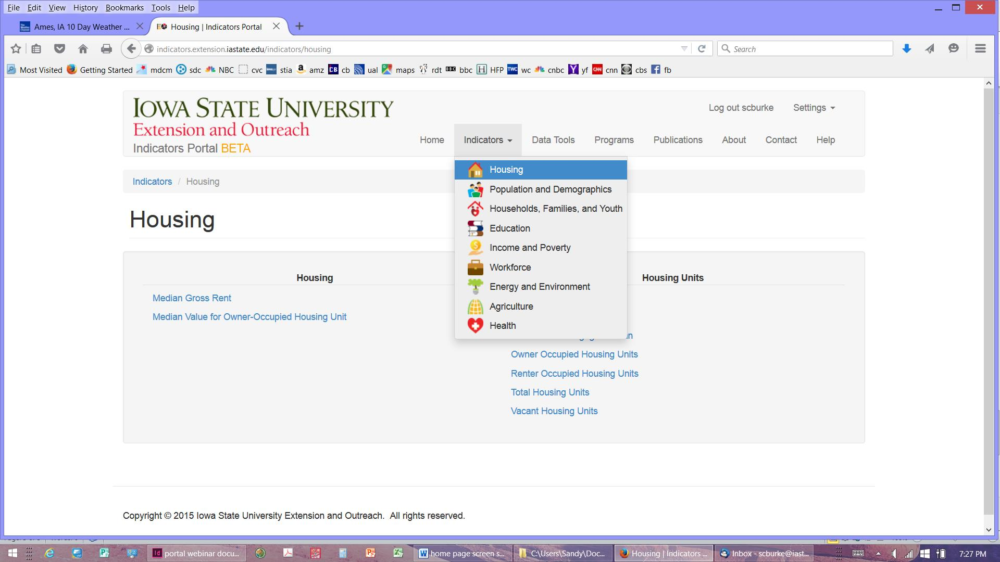 File Edit View History Bookmarks Tools Help
Ames, IA 10 Day Weather ... Housing | Indicators Portal
indicators.extension.iastate.edu/indicators/housing Search
Most Visited Getting Started mdcm sdc NBC cvc stia amz cb ual maps rdt bbc HFP wc cnbc yf cnn cbs fb
IOWA STATE UNIVERSITY
Extension and Outreach
Indicators Portal BETA
Log out scburke Settings
Home Indicators Data Tools Programs Publications About Contact Help
Indicators / Housing
Housing
Housing
Population and Demographics
Households, Families, and Youth
Education
Income and Poverty
Workforce
Energy and Environment
Agriculture
Health
Housing
Median Gross Rent
Median Value for Owner-Occupied Housing Unit
Housing Units
Owner Occupied Housing Units
Renter Occupied Housing Units
Total Housing Units
Vacant Housing Units
Copyright © 2015 Iowa State University Extension and Outreach. All rights reserved.
portal webinar docu... home page screen s... C:\Users\Sandy\Doc... Housing | Indicators ... Inbox - scburke@iast... 7:27 PM